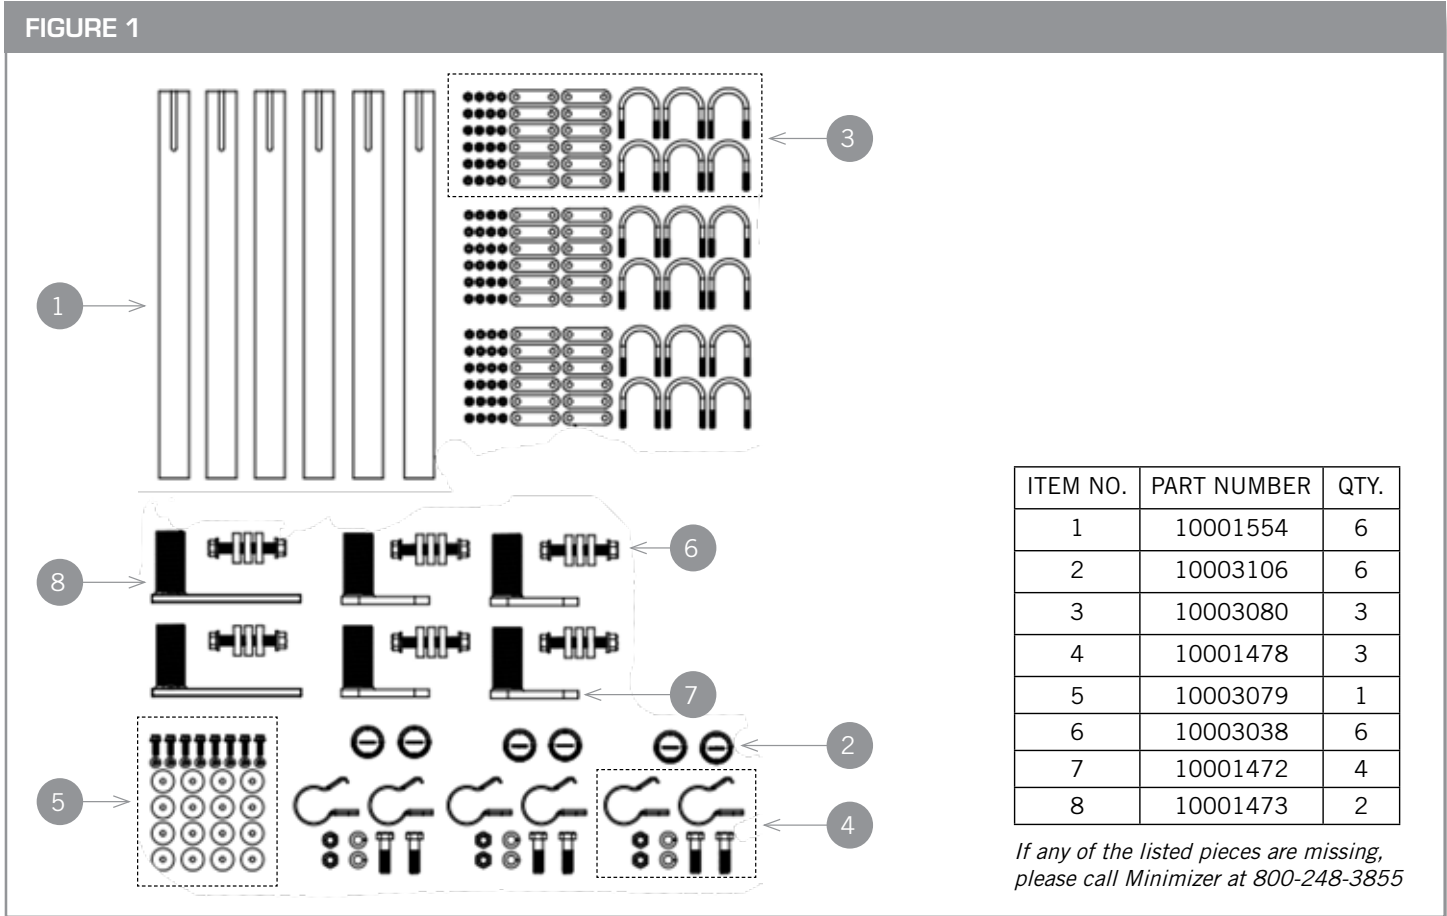 FIGURE 1
3
1
6
8
7
2
5
4
ITEM NO. PART NUMBER QTY.
1 10001554 6
2 10003106 6
3 10003080 3
4 10001478 3
5 10003079 1
6 10003038 6
7 10001472 4
8 10001473 2
If any of the listed pieces are missing,
please call Minimizer at 800-248-3855